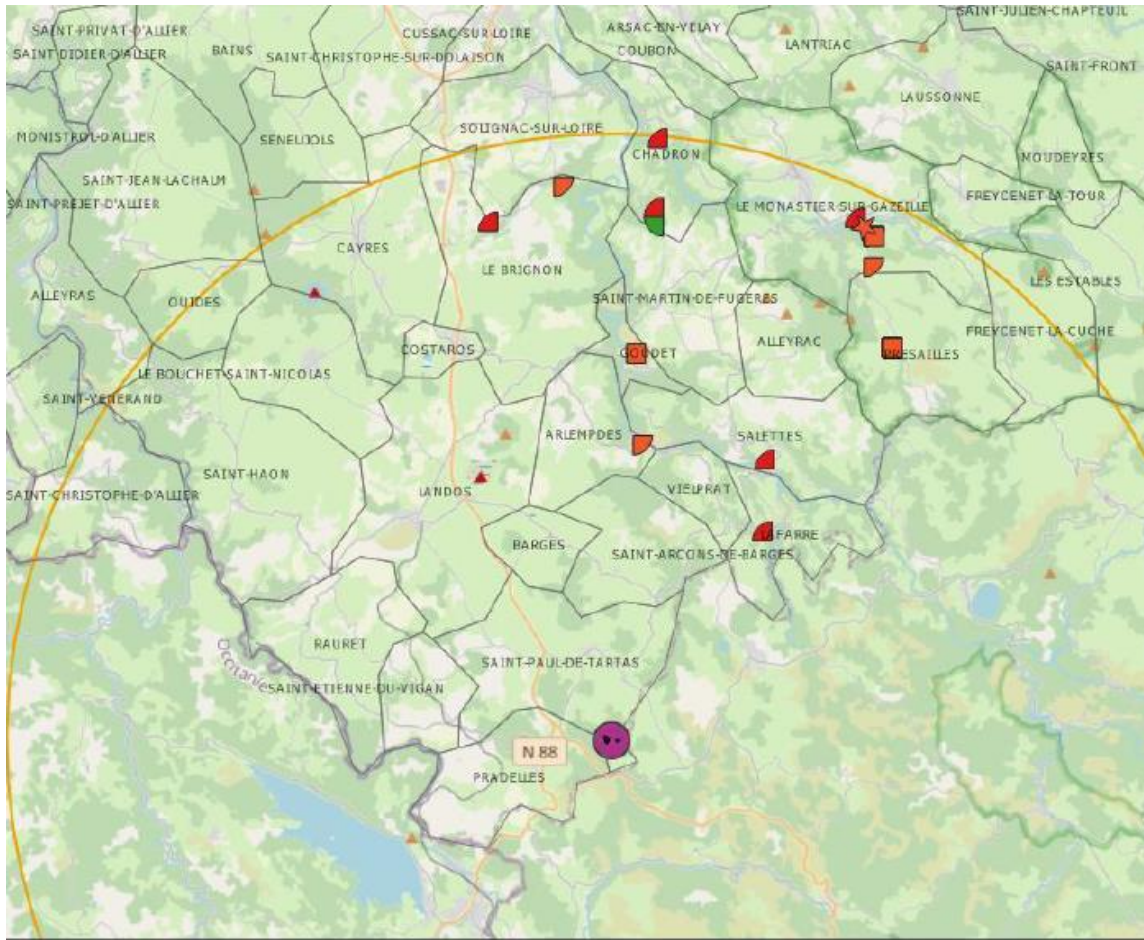 SAINT-JULIEN-CHAPTEUIL
SAINT-PRIVAT-D'ALLIER
CUSSAC-SUR-LOIRE
ARSAC-EN-VELAY
LANTRIAC
SAINT-DIDIER-D'ALLIER
BAINS
SAINT-CHRISTOPHE-SUR-DOLAISON
COUBON
SAINT-FRONT
LAUSSONNE
MONISTROL-D'ALLIER
SENEUJOLS
SOLIGNAC-SUR-LOIRE
CHADRON
MOUDEYRES
SAINT-JEAN-LACHALM
FREYCENET-LA-TOUR
SAINT-PREJET-D'ALLIER
LE MONASTIER-SUR-GAZEILLE
CAYRES
LE BRIGNON
LES ESTABLES
ALLEYRAS
OUIDES
SAINT-MARTIN-DE-FUGERES
FREYCENET-LA-CUCHE
COSTAROS
GOUDET
ALLEYRAC
PRESAILLES
LE BOUCHET-SAINT-NICOLAS
SAINT-VENERAND
ARLEMPDES
SALETTES
SAINT-HAON
VIELPRAT
LANDOS
SAINT-CHRISTOPHE-D'ALLIER
LAFARRE
BARGES
SAINT-ARCONS-DE-BARGES
RAURET
Occitanie
SAINT-PAUL-DE-TARTAS
SAINT-ETIENNE-DU-VIGAN
N 88
PRADELLES